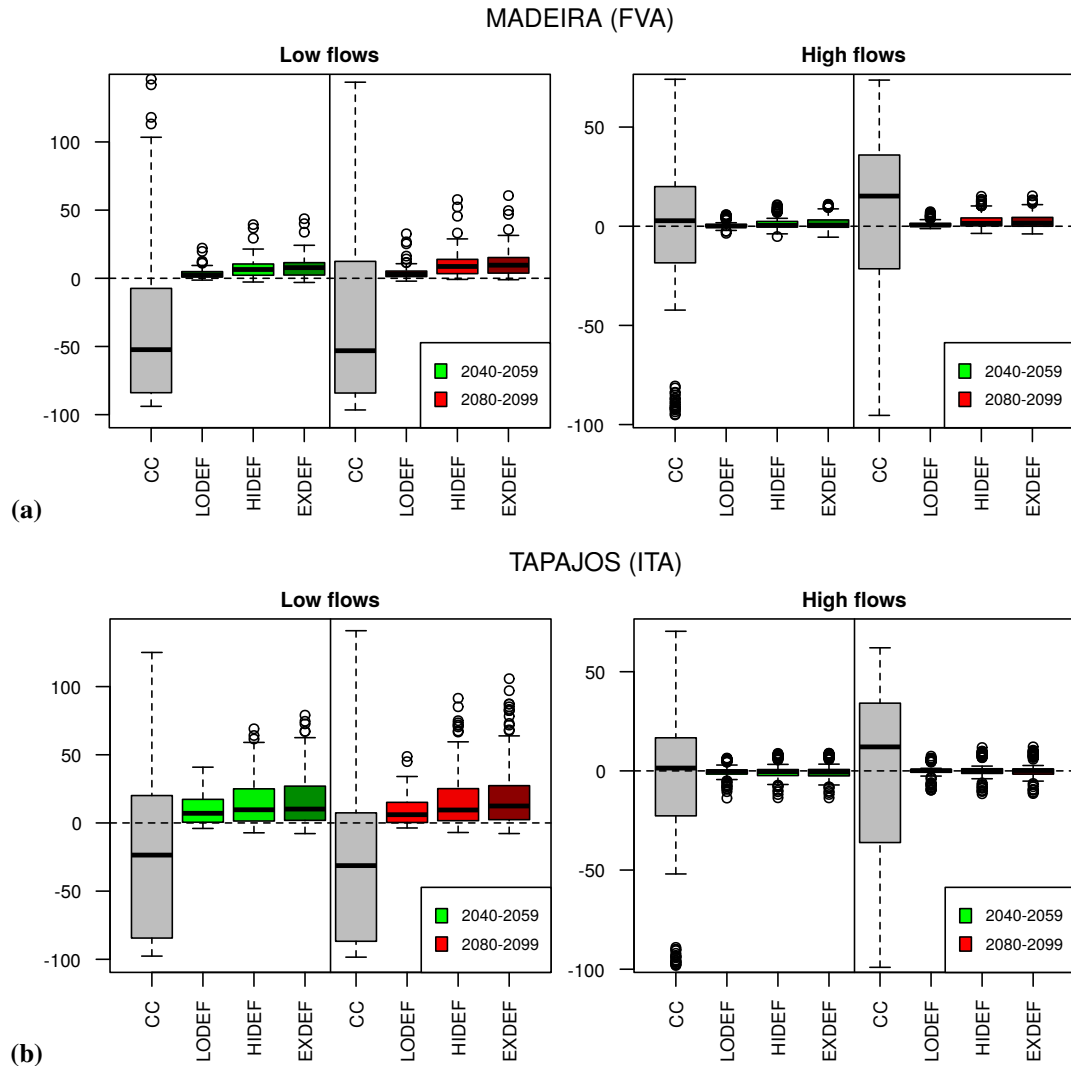 MADEIRA (FVA)
Low flows
High flows
100
50
0
-50
-100
50
0
-50
-100
2040-2059
2080-2099
2040-2059
2080-2099
CC
LODEF
HIDEF
EXDEF
CC
LODEF
HIDEF
EXDEF
CC
LODEF
HIDEF
EXDEF
CC
LODEF
HIDEF
EXDEF
(a)
TAPAJOS (ITA)
Low flows
High flows
100
50
0
-50
-100
50
0
-50
-100
2040-2059
2080-2099
2040-2059
2080-2099
CC
LODEF
HIDEF
EXDEF
CC
LODEF
HIDEF
EXDEF
CC
LODEF
HIDEF
EXDEF
CC
LODEF
HIDEF
EXDEF
(b)